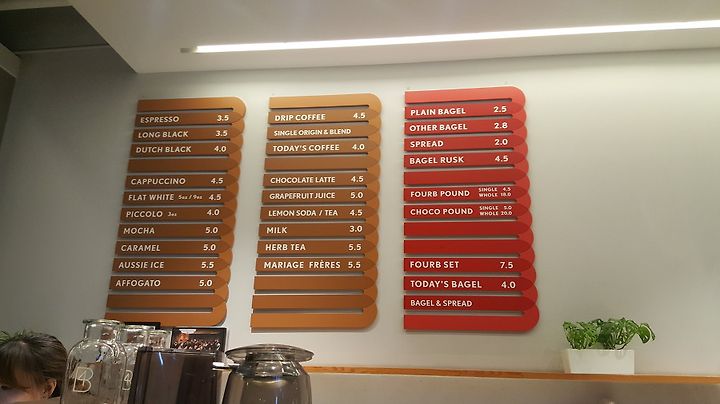 ESPRESSO 3.5
LONG BLACK 3.5
DUTCH BLACK 4.0
CAPPUCCINO 4.5
FLAT WHITE 5oz / 9oz 4.5
PICCOLO 3oz 4.0
MOCHA 5.0
CARAMEL 5.0
AUSSIE ICE 5.5
AFFOGATO 5.0
DRIP COFFEE 4.5
SINGLE ORIGIN & BLEND
TODAY'S COFFEE 4.0
CHOCOLATE LATTE 4.5
GRAPEFRUIT JUICE 5.0
LEMON SODA / TEA 4.5
MILK 3.0
HERB TEA 5.5
MARIAGE FRÈRES 5.5
PLAIN BAGEL 2.5
OTHER BAGEL 2.8
SPREAD 2.0
BAGEL RUSK 4.5
FOURB POUND SINGLE 4.5
WHOLE 18.0
CHOCO POUND SINGLE 5.0
WHOLE 20.0
FOURB SET 7.5
TODAY'S BAGEL 4.0
BAGEL & SPREAD
4B